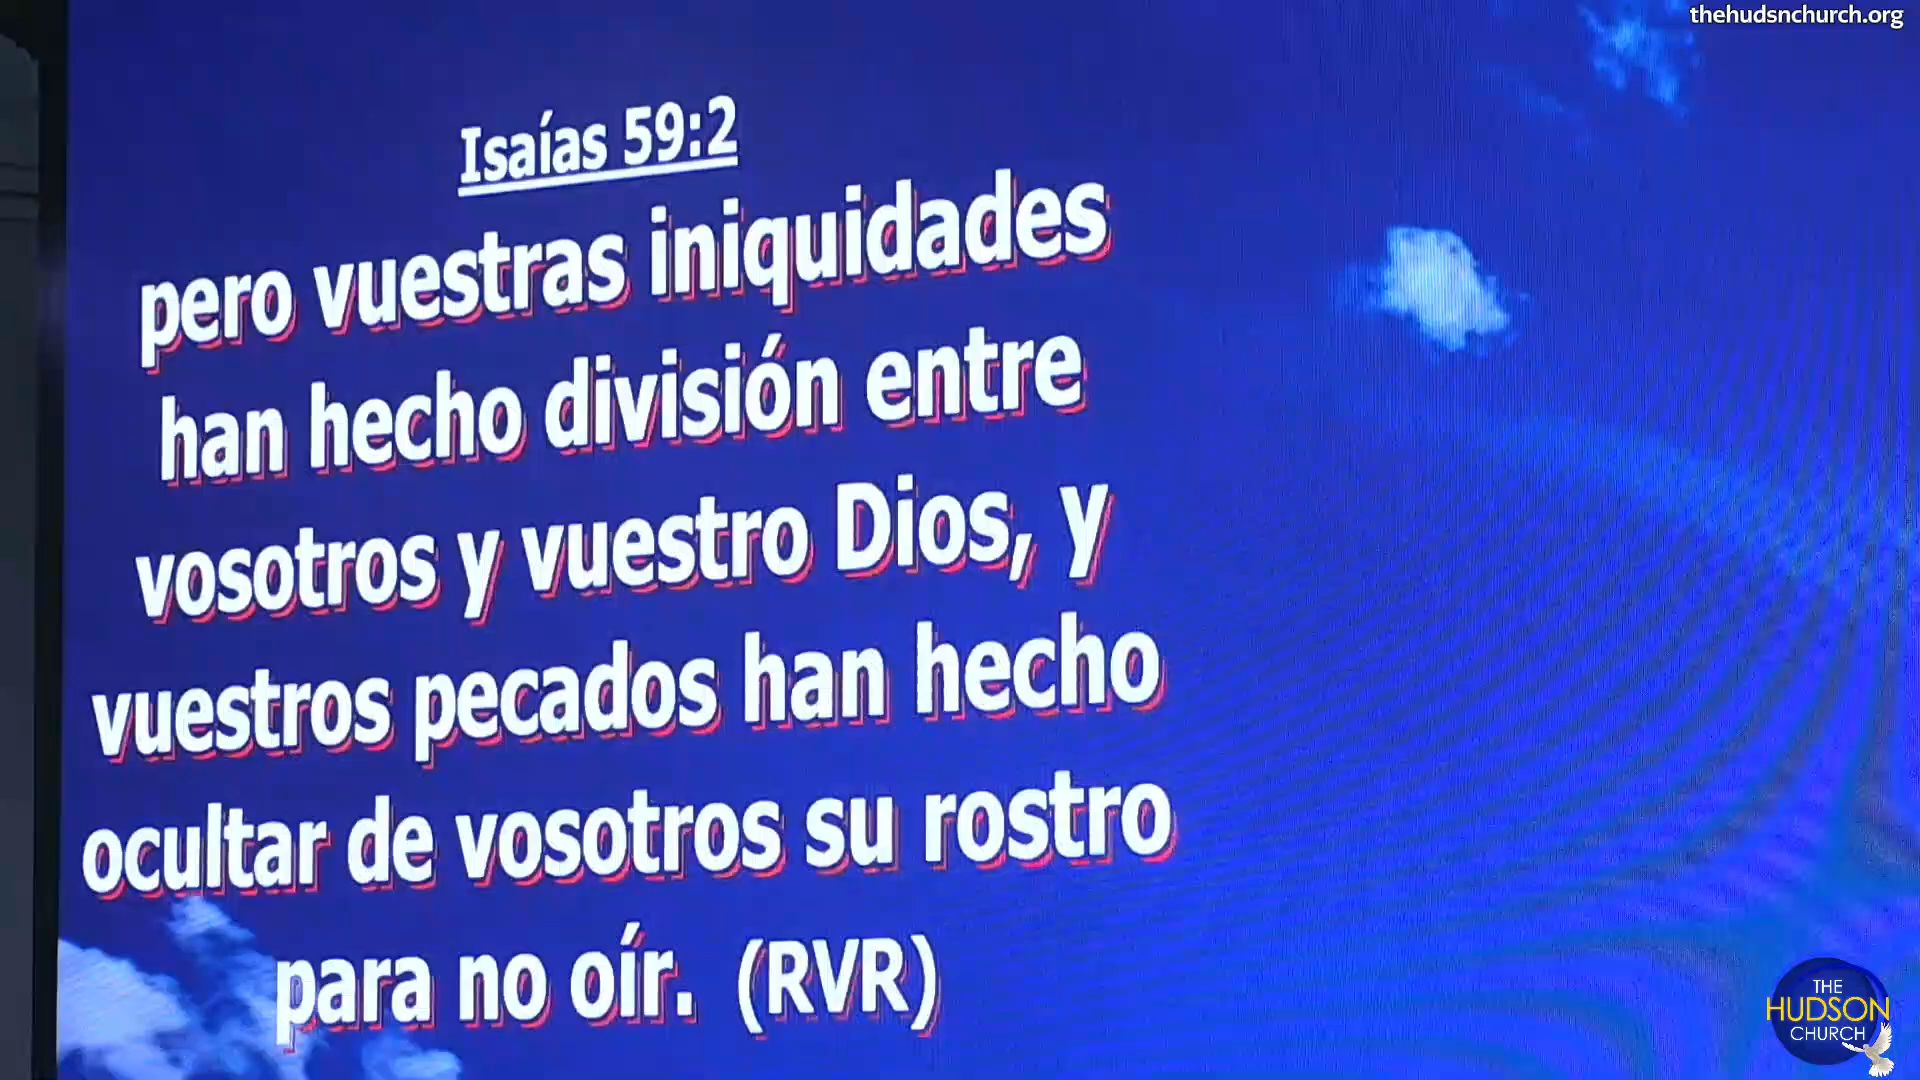 thehudsnchurch.org
Isaías 59:2
pero vuestras iniquidades
han hecho división entre
vosotros y vuestro Dios, y
vuestros pecados han hecho
ocultar de vosotros su rostro
para no oír. (RVR)
THE
HUDSON
CHURCH